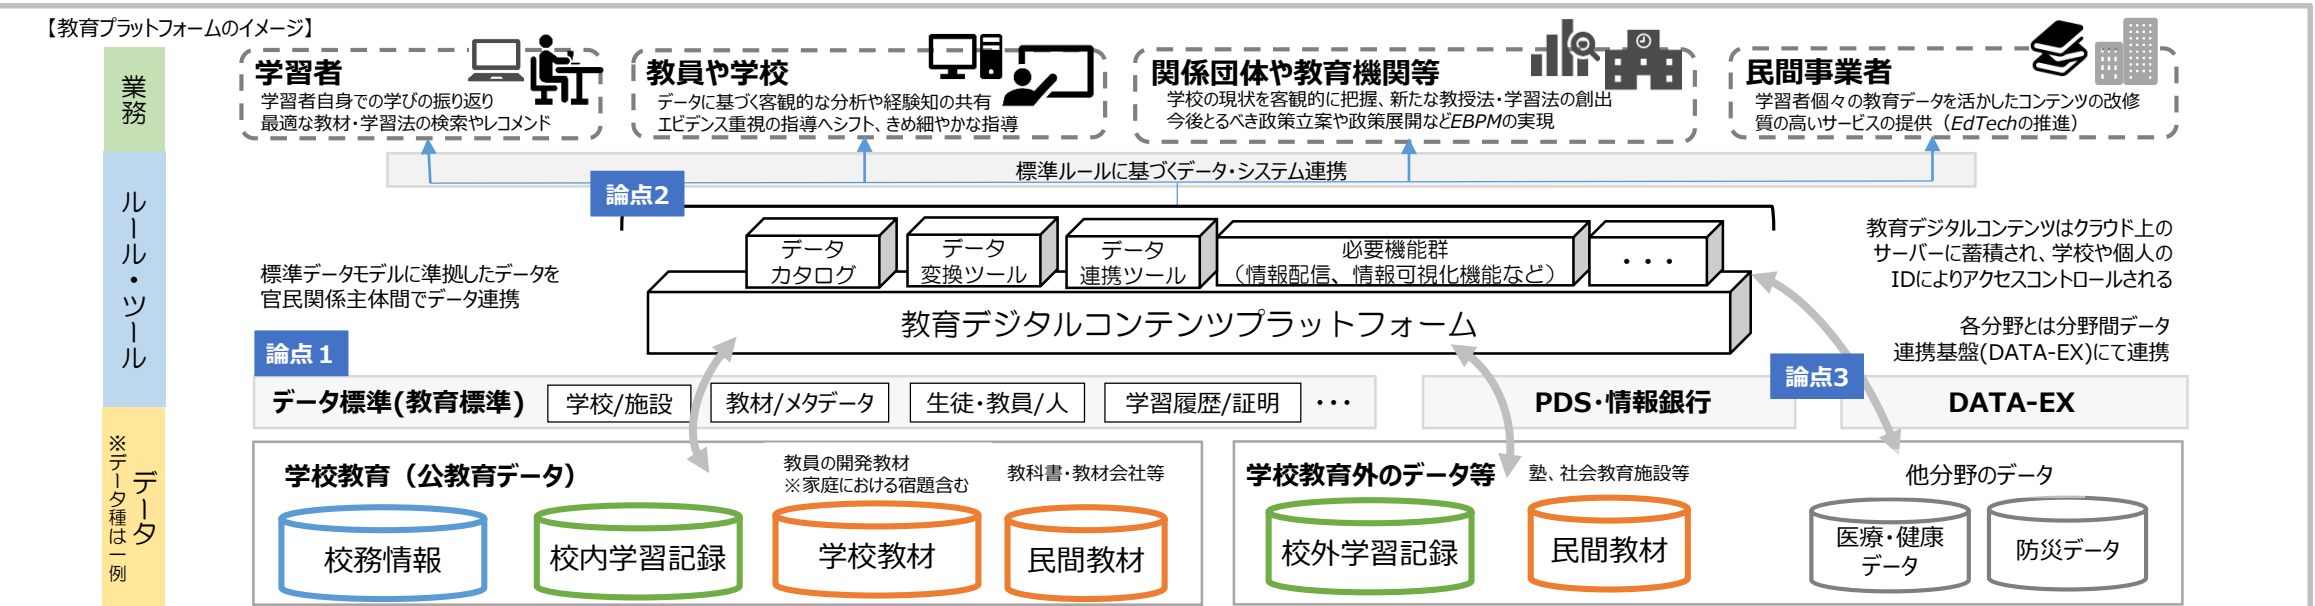 【教育プラットフォームのイメージ】
業務
学習者
学習者自身での学びの振り返り
最適な教材・学習法の検索やレコメンド
教員や学校
データに基づく客観的な分析や経験知の共有
エビデンス重視の指導へシフト、きめ細やかな指導
関係団体や教育機関等
学校の現状を客観的に把握、新たな教授法・学習法の創出
今後とるべき政策立案や政策展開などEBPMの実現
民間事業者
学習者個々の教育データを活かしたコンテンツの改修
質の高いサービスの提供（EdTechの推進）
ルール・ツール
標準ルールに基づくデータ・システム連携
論点2
データ
カタログ
データ
変換ツール
データ
連携ツール
必要機能群
（情報配信、情報可視化機能など）
・・・
教育デジタルコンテンツプラットフォーム
標準データモデルに準拠したデータを
官民関係主体間でデータ連携
教育デジタルコンテンツはクラウド上の
サーバーに蓄積され、学校や個人の
IDによりアクセスコントロールされる
各分野とは分野間データ
連携基盤(DATA-EX)にて連携
論点１
論点3
データ標準(教育標準)
学校/施設
教材/メタデータ
生徒・教員/人
学習履歴/証明
・・・
PDS・情報銀行
DATA-EX
データ
※データ種は一例
学校教育（公教育データ）
教員の開発教材
※家庭における宿題含む
教科書・教材会社等
校務情報
校内学習記録
学校教材
民間教材
学校教育外のデータ等
塾、社会教育施設等
他分野のデータ
校外学習記録
民間教材
医療・健康
データ
防災データ